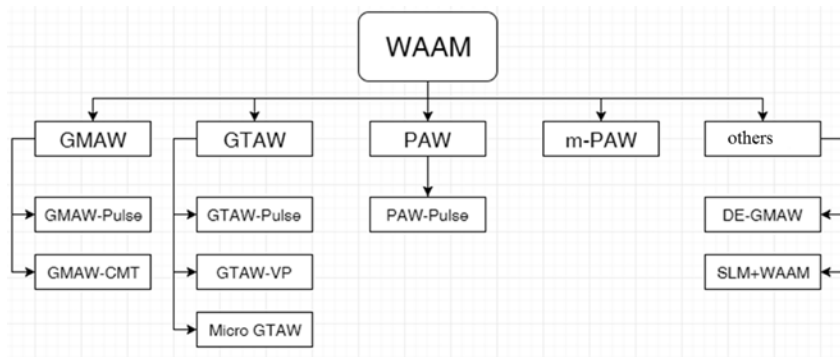 WAAM
GMAW
GTAW
PAW
m-PAW
others
GMAW-Pulse
GTAW-Pulse
PAW-Pulse
DE-GMAW
GMAW-CMT
GTAW-VP
SLM+WAAM
Micro GTAW